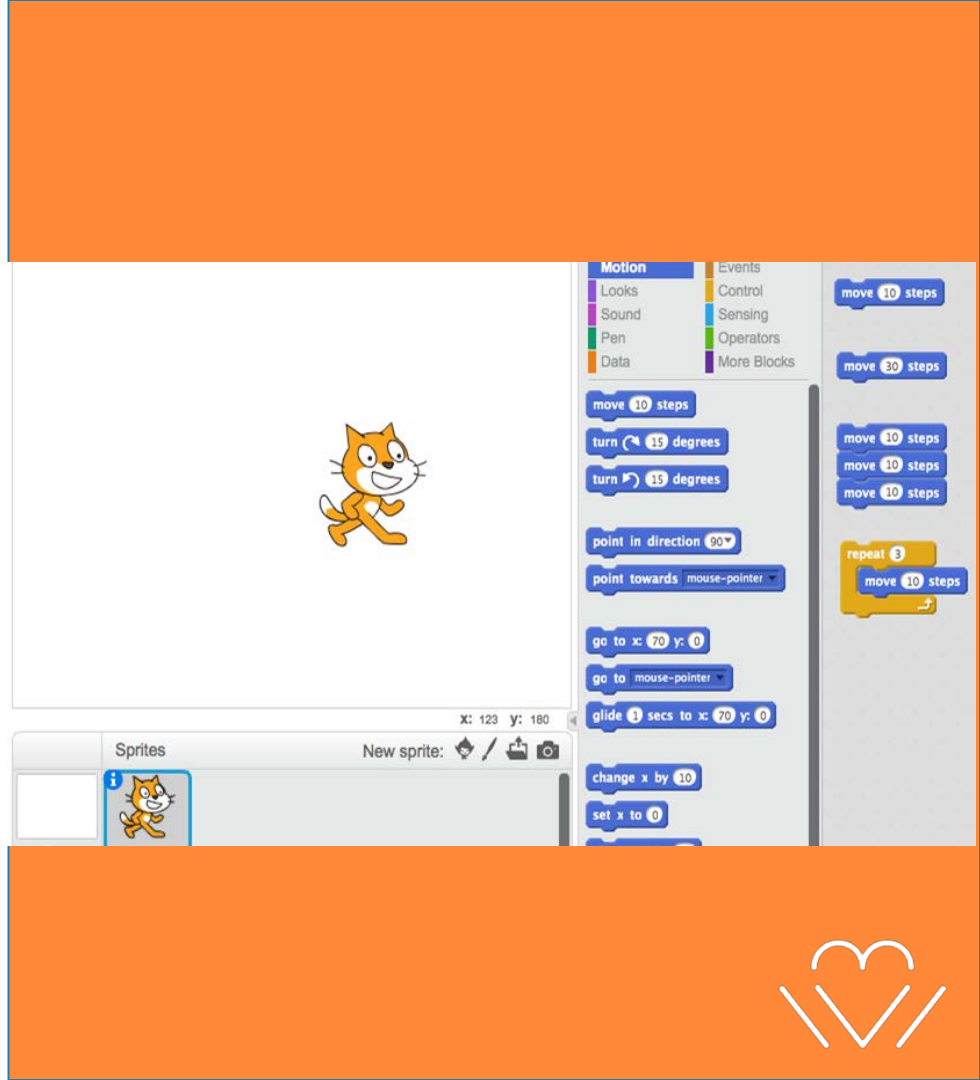 Motion Events
Looks Control
Sound Sensing
Pen Operators
Data More Blocks
move 10 steps
turn 15 degrees
turn 15 degrees
point in direction 90
point towards mouse-pointer
go to x: 70 y: 0
go to mouse-pointer
glide 1 secs to x: 70 y: 0
change x by 10
set x to 0
move 10 steps
move 30 steps
move 10 steps
move 10 steps
move 10 steps
repeat 3
move 10 steps
x: 123 y: 180
Sprites New sprite: